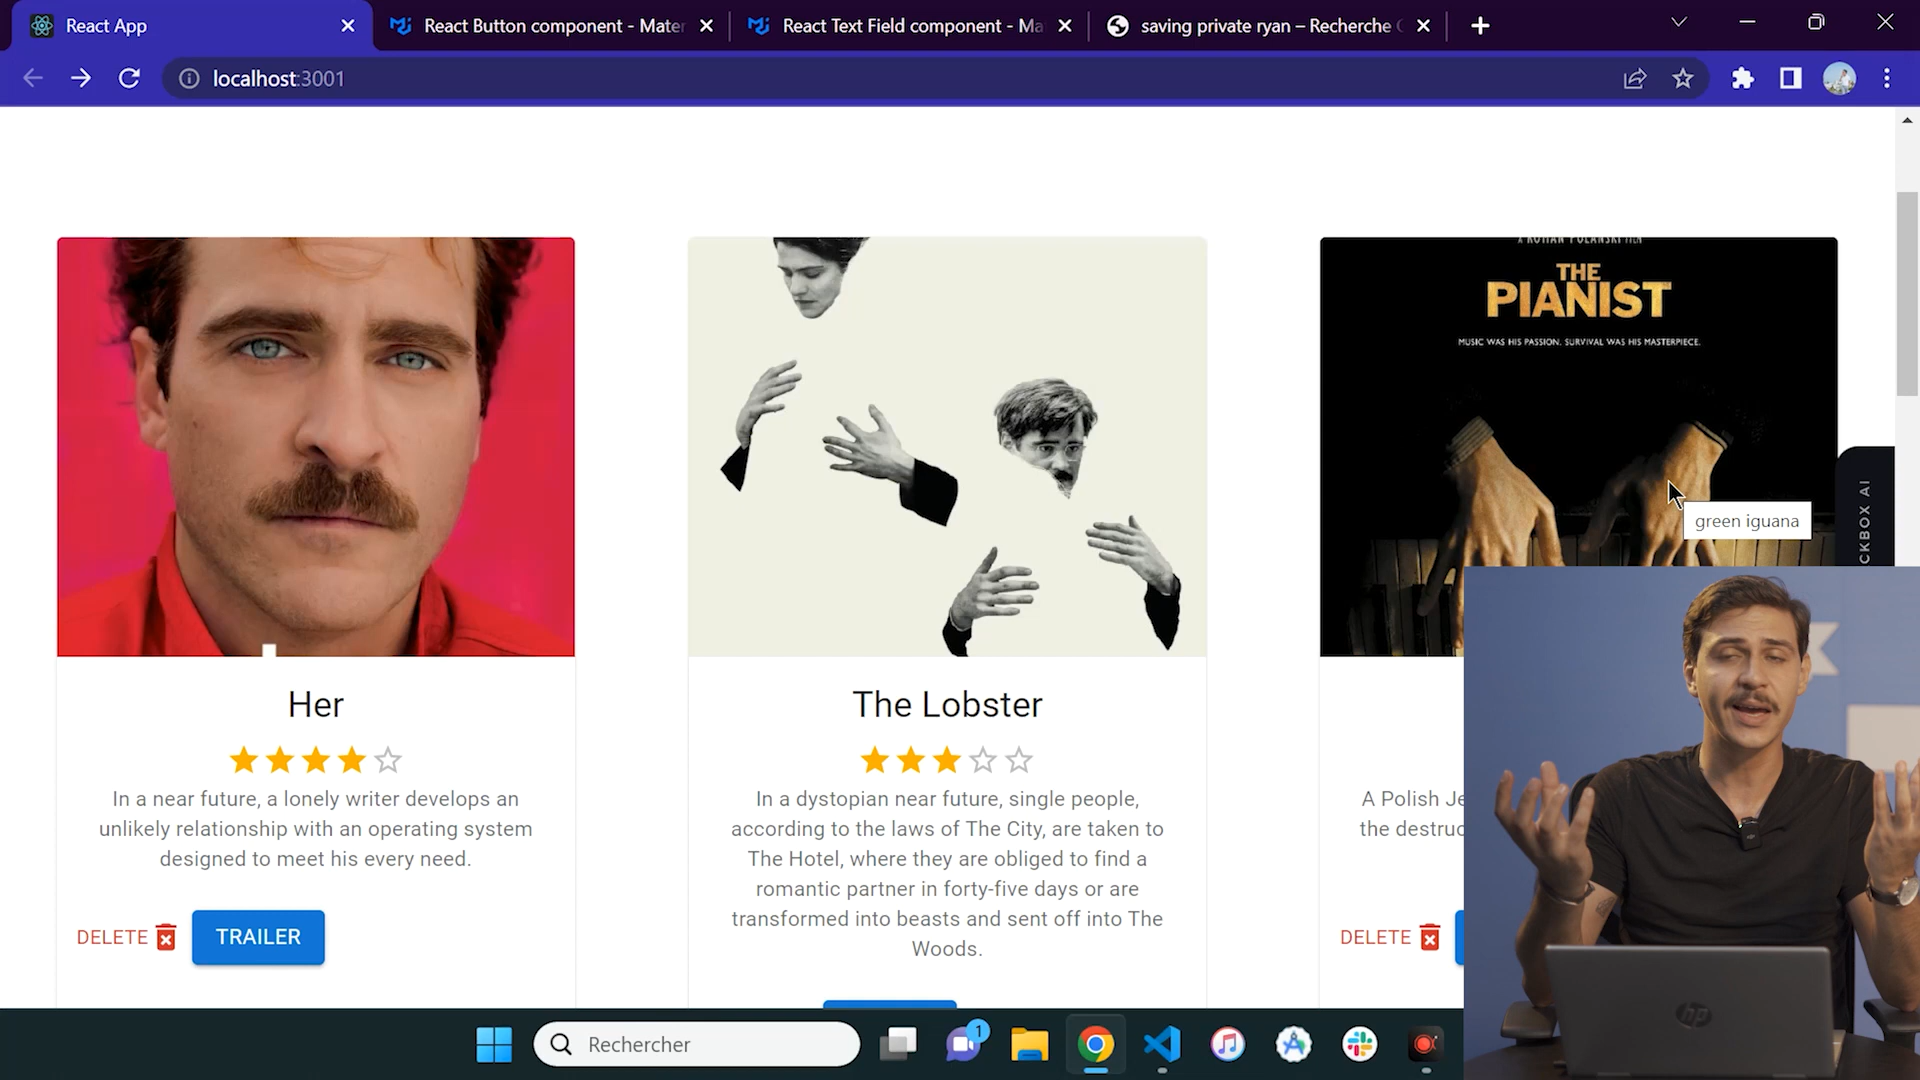 React App
React Button component - Mater
React Text Field component - Ma
saving private ryan – Recherche
localhost:3001
A ROMAN POLANSKI FILM
THE
PIANIST
MUSIC WAS HIS PASSION. SURVIVAL WAS HIS MASTERPIECE.
green iguana
CKBOX AI
Her
In a near future, a lonely writer develops an
unlikely relationship with an operating system
designed to meet his every need.
DELETE
TRAILER
The Lobster
In a dystopian near future, single people,
according to the laws of The City, are taken to
The Hotel, where they are obliged to find a
romantic partner in forty-five days or are
transformed into beasts and sent off into The
Woods.
A Polish Je
the destruc
DELETE
hp
Rechercher
1